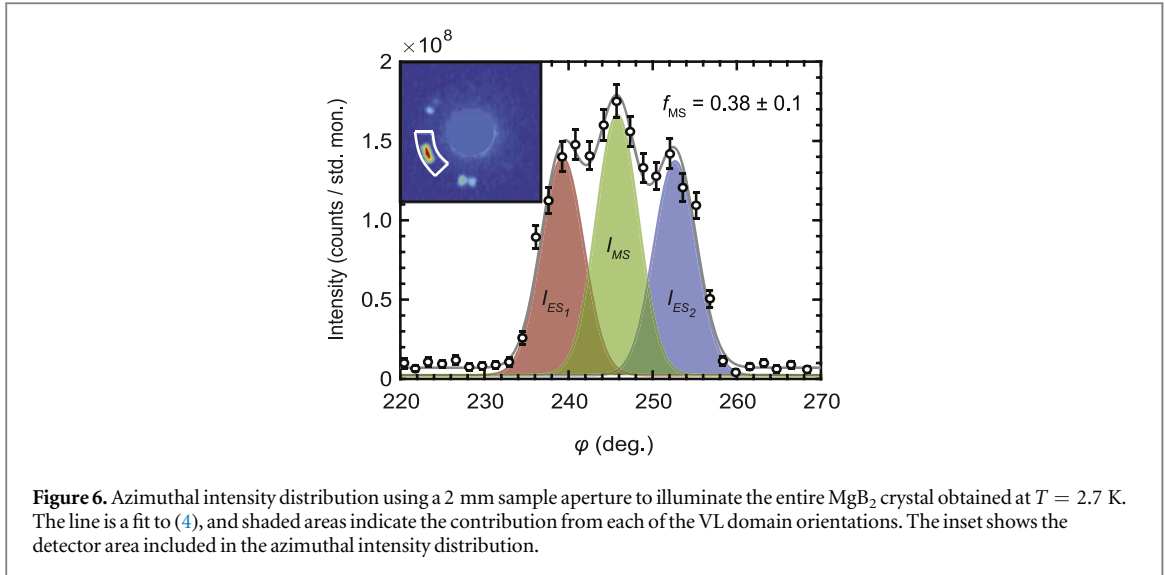 ×10⁸
2
1.5
1.0
0.5
0
Intensity (counts / std. mon.)
f_MS = 0.38 ± 0.1
I_ES₁
I_MS
I_ES₂
220 230 240 250 260 270
φ (deg.)
Figure 6. Azimuthal intensity distribution using a 2 mm sample aperture to illuminate the entire MgB₂ crystal obtained at T = 2.7 K.
The line is a fit to (4), and shaded areas indicate the contribution from each of the VL domain orientations. The inset shows the
detector area included in the azimuthal intensity distribution.